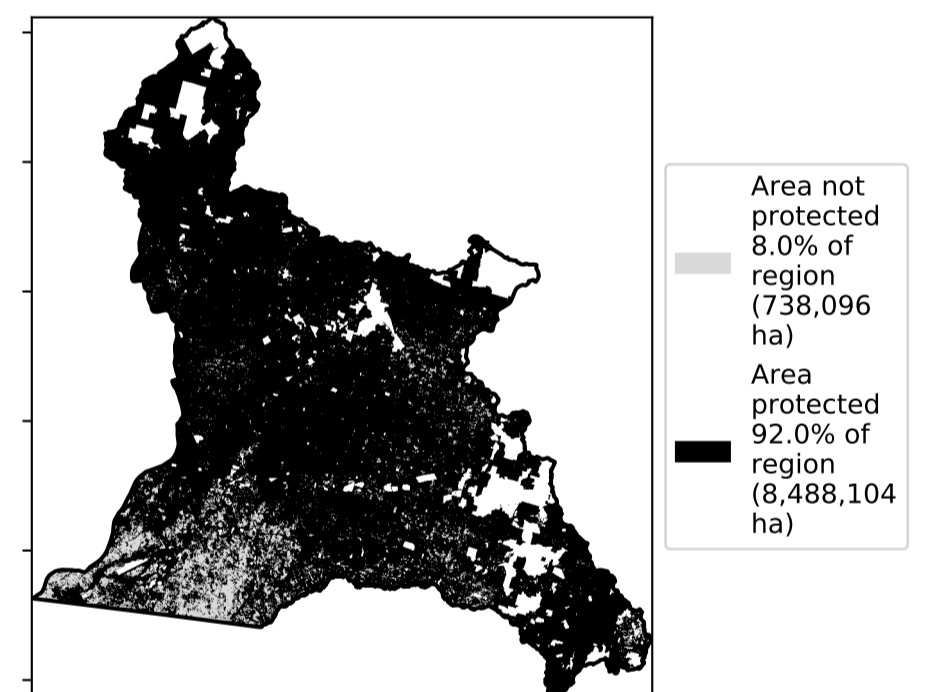 Area not
protected
8.0% of
region
(738,096
ha)
Area
protected
92.0% of
region
(8,488,104
ha)